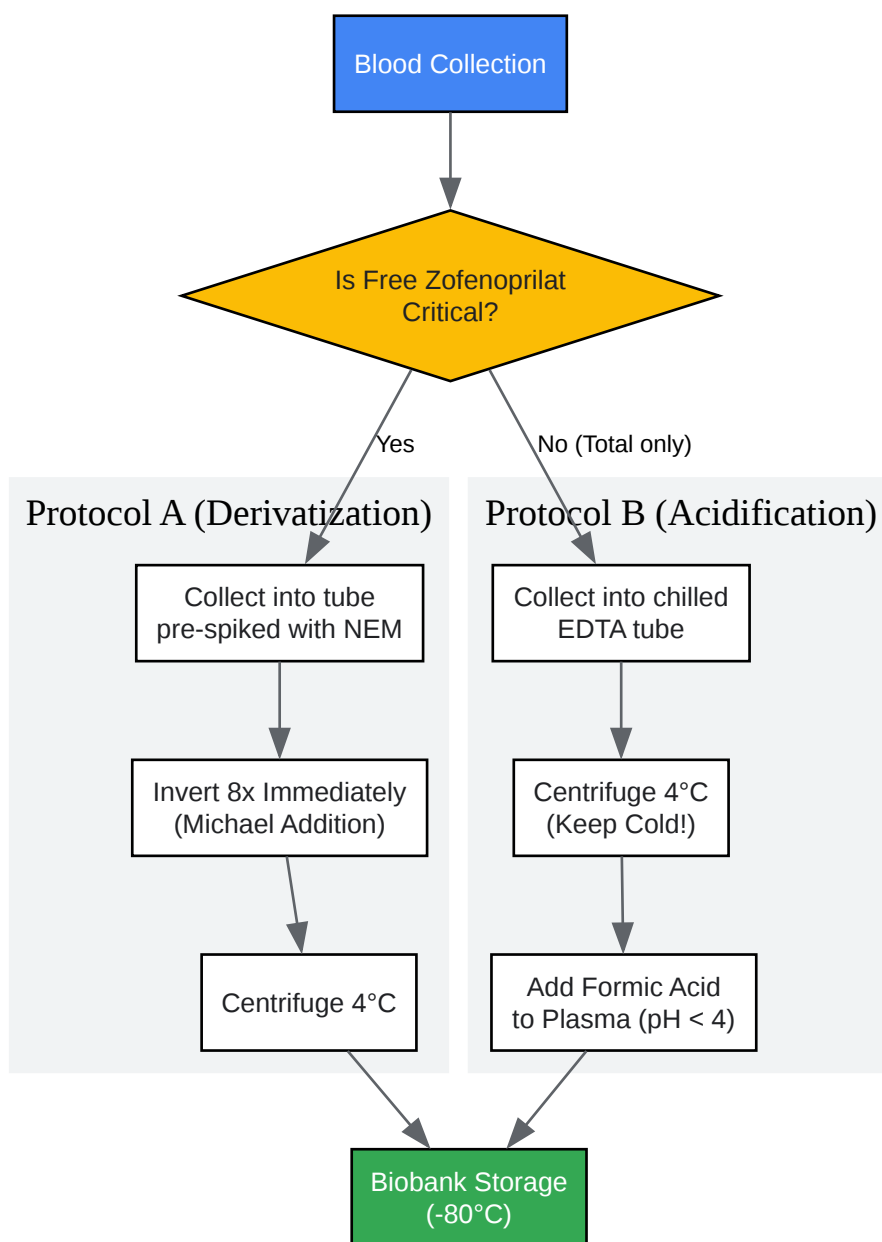 Blood Collection
Is Free Zofenoprilat
Critical?
Yes
No (Total only)
Protocol A (Derivatization)
Protocol B (Acidification)
Collect into tube
pre-spiked with NEM
Collect into chilled
EDTA tube
Invert 8x Immediately
(Michael Addition)
Centrifuge 4°C
(Keep Cold!)
Centrifuge 4°C
Add Formic Acid
to Plasma (pH < 4)
Biobank Storage
(-80°C)